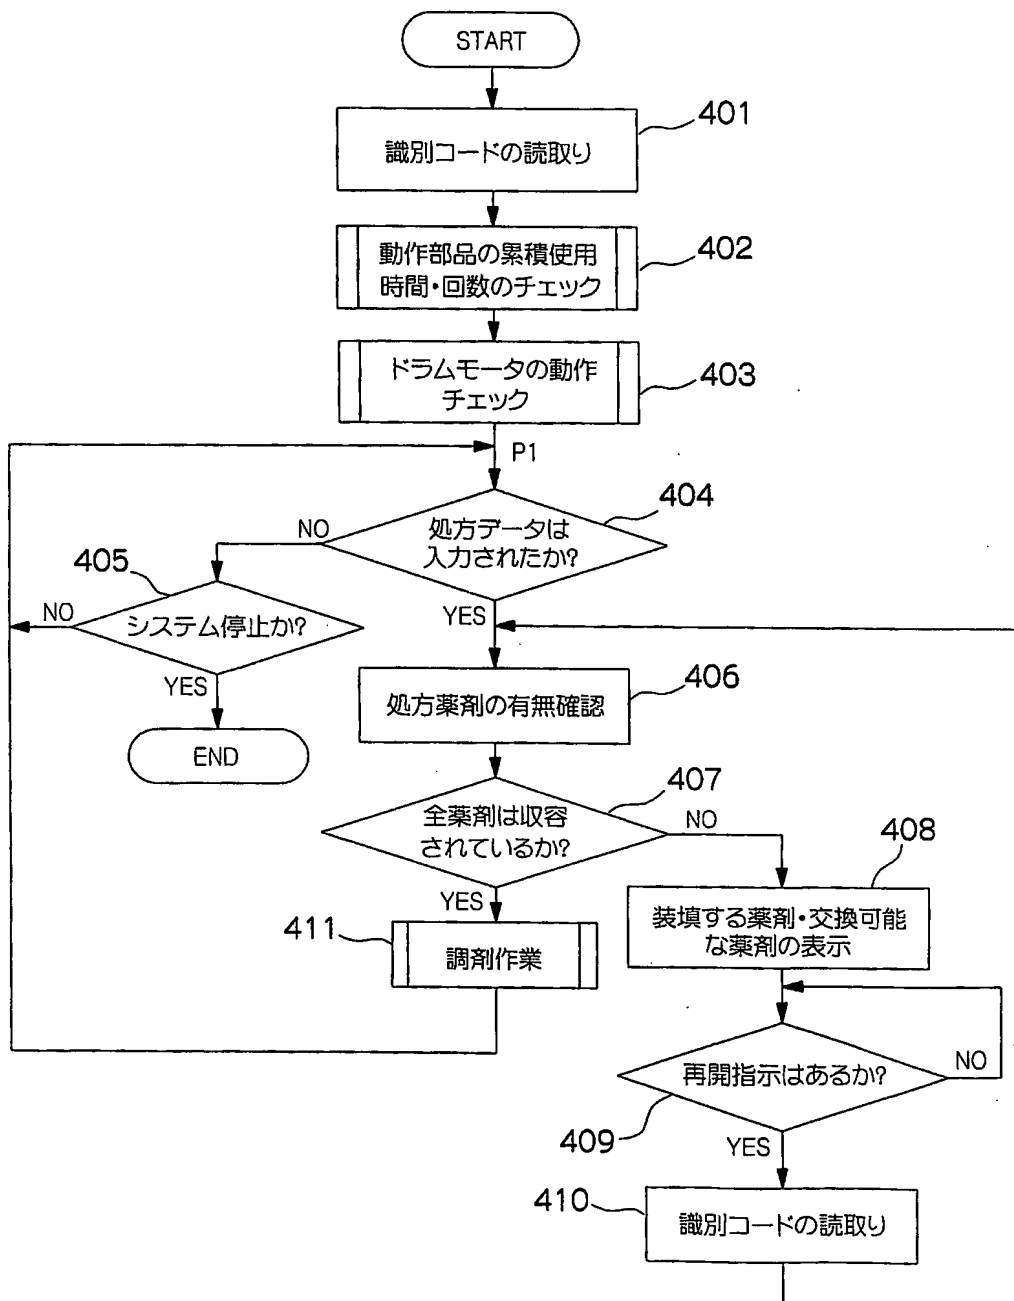 START
401
識別コードの読取り
402
動作部品の累積使用
時間・回数のチェック
403
ドラムモータの動作
チェック
P1
404
処方データは
入力されたか?
NO
YES
405
システム停止か?
NO
YES
END
406
処方薬剤の有無確認
407
全薬剤は収容
されているか?
NO
YES
408
装填する薬剤・交換可能
な薬剤の表示
411
調剤作業
再開指示はあるか?
NO
409
YES
410
識別コードの読取り